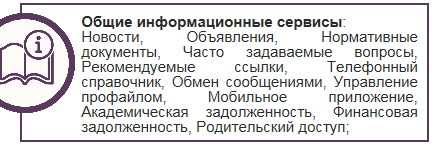 Общие информационные сервисы:
Новости, Объявления, Нормативные
документы, Часто задаваемые вопросы,
Рекомендуемые ссылки, Телефонный
справочник, Обмен сообщениями, Управление
профайлом, Мобильное приложение,
Академическая задолженность, Финансовая
задолженность, Родительский доступ;